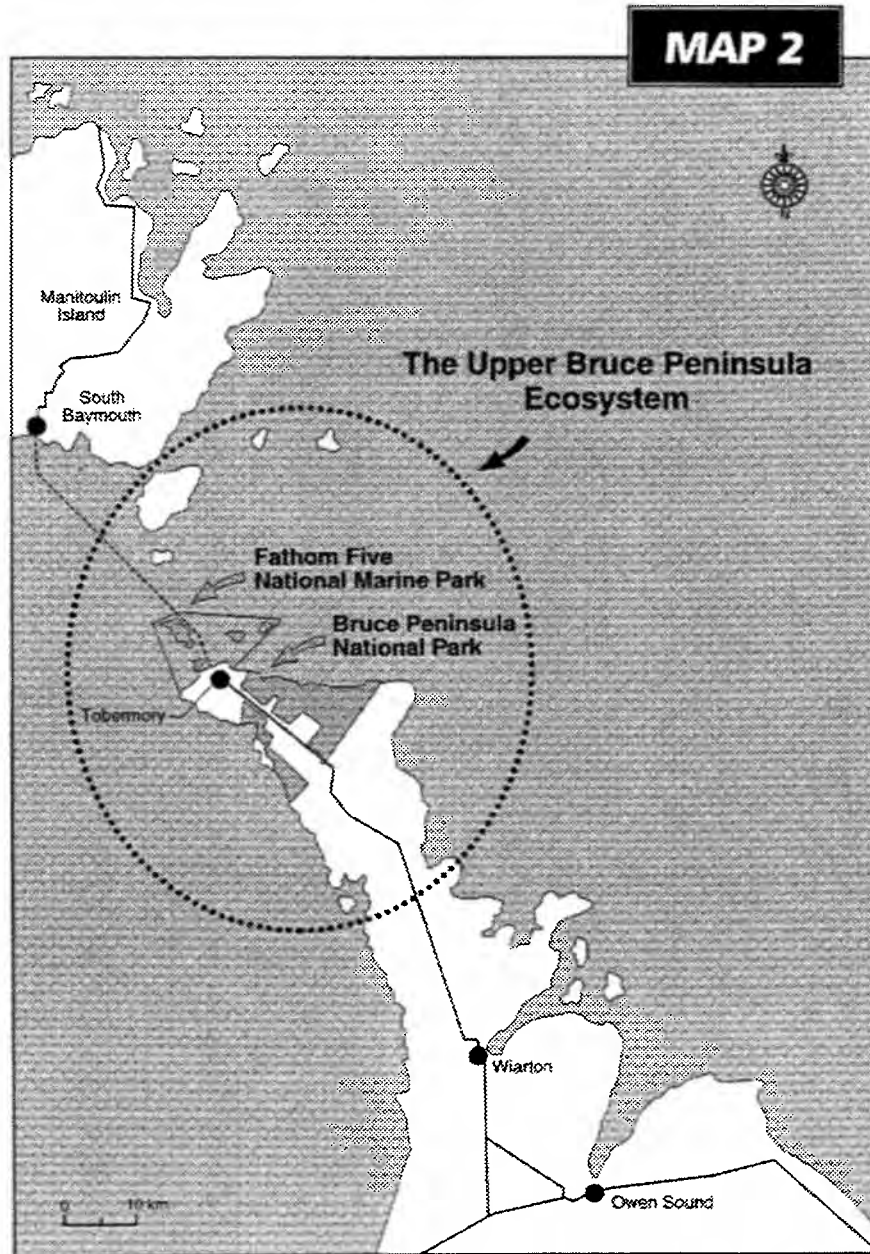 MAP 2
N
Manitoulin
Island
South
Baymouth
The Upper Bruce Peninsula
Ecosystem
Fathom Five
National Marine Park
Bruce Peninsula
National Park
Tobermory
Wiarton
Owen Sound
0 10 km